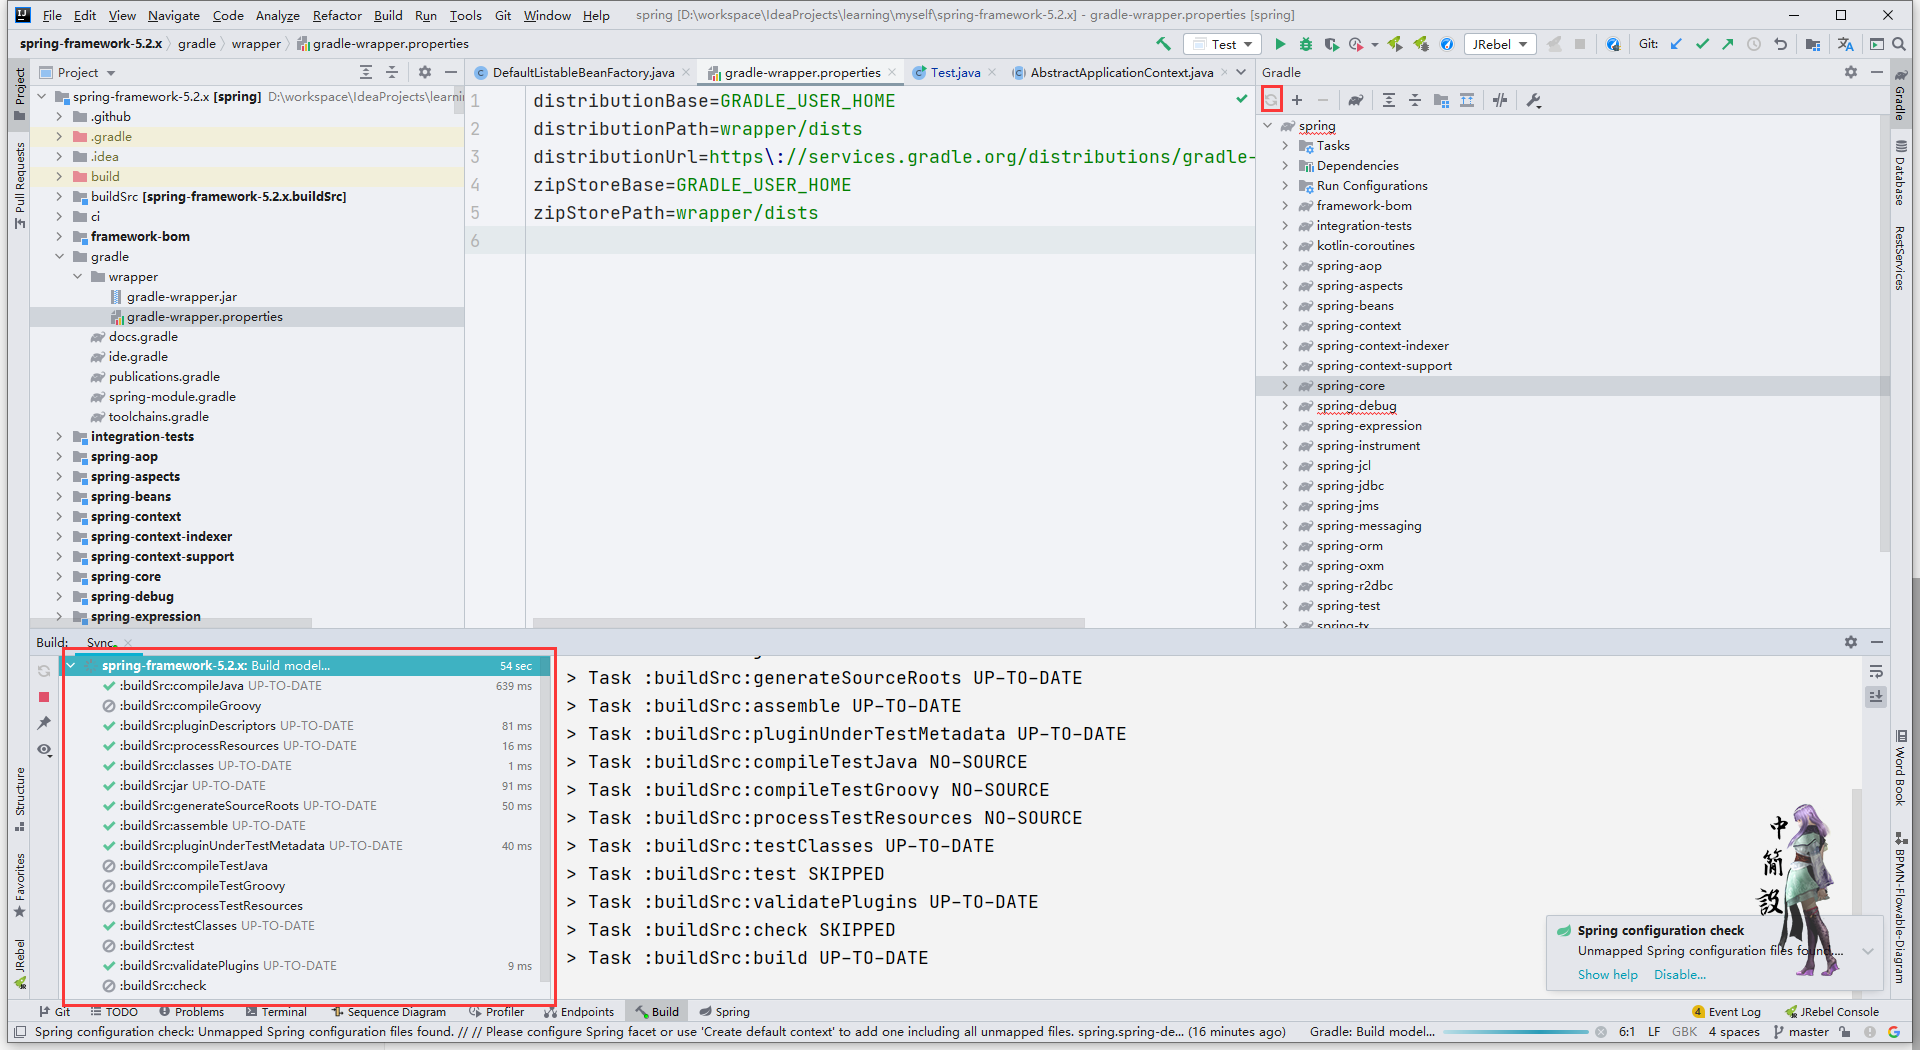 File Edit View Navigate Code Analyze Refactor Build Run Tools Git Window Help spring [D:\workspace\IdeaProjects\learning\myself\spring-framework-5.2.x] - gradle-wrapper.properties [spring]
spring-framework-5.2.x gradle wrapper gradle-wrapper.properties Test JRebel Git:
Project
DefaultListableBeanFactory.java gradle-wrapper.properties Test.java AbstractApplicationContext.java
Gradle
Project
Pull Requests
Structure
Favorites
JRebel
spring-framework-5.2.x [spring] D:\workspace\IdeaProjects\learni
.github
.gradle
.idea
build
buildSrc [spring-framework-5.2.x.buildSrc]
ci
framework-bom
gradle
wrapper
gradle-wrapper.jar
gradle-wrapper.properties
docs.gradle
ide.gradle
publications.gradle
spring-module.gradle
toolchains.gradle
integration-tests
spring-aop
spring-aspects
spring-beans
spring-context
spring-context-indexer
spring-context-support
spring-core
spring-debug
spring-expression
1 distributionBase=GRADLE_USER_HOME
2 distributionPath=wrapper/dists
3 distributionUrl=https\://services.gradle.org/distributions/gradle-
4 zipStoreBase=GRADLE_USER_HOME
5 zipStorePath=wrapper/dists
6
spring
Tasks
Dependencies
Run Configurations
framework-bom
integration-tests
kotlin-coroutines
spring-aop
spring-aspects
spring-beans
spring-context
spring-context-indexer
spring-context-support
spring-core
spring-debug
spring-expression
spring-instrument
spring-jcl
spring-jdbc
spring-jms
spring-messaging
spring-orm
spring-oxm
spring-r2dbc
spring-test
spring-tx
Gradle
Database
RestServices
Word Book
BPMN-Flowable-Diagram
Build: Sync
spring-framework-5.2.x: Build model... 54 sec
:buildSrc:compileJava UP-TO-DATE 639 ms
:buildSrc:compileGroovy
:buildSrc:pluginDescriptors UP-TO-DATE 81 ms
:buildSrc:processResources UP-TO-DATE 16 ms
:buildSrc:classes UP-TO-DATE 1 ms
:buildSrc:jar UP-TO-DATE 91 ms
:buildSrc:generateSourceRoots UP-TO-DATE 50 ms
:buildSrc:assemble UP-TO-DATE
:buildSrc:pluginUnderTestMetadata UP-TO-DATE 40 ms
:buildSrc:compileTestJava
:buildSrc:compileTestGroovy
:buildSrc:processTestResources
:buildSrc:testClasses UP-TO-DATE
:buildSrc:test
:buildSrc:validatePlugins UP-TO-DATE 9 ms
:buildSrc:check
> Task :buildSrc:generateSourceRoots UP-TO-DATE
> Task :buildSrc:assemble UP-TO-DATE
> Task :buildSrc:pluginUnderTestMetadata UP-TO-DATE
> Task :buildSrc:compileTestJava NO-SOURCE
> Task :buildSrc:compileTestGroovy NO-SOURCE
> Task :buildSrc:processTestResources NO-SOURCE
> Task :buildSrc:testClasses UP-TO-DATE
> Task :buildSrc:test SKIPPED
> Task :buildSrc:validatePlugins UP-TO-DATE
> Task :buildSrc:check SKIPPED
> Task :buildSrc:build UP-TO-DATE
中
簡
設
Spring configuration check
Unmapped Spring configuration files found....
Show help Disable...
Git TODO Problems Terminal Sequence Diagram Profiler Endpoints Build Spring 4 Event Log JRebel Console
Spring configuration check: Unmapped Spring configuration files found. // // Please configure Spring facet or use 'Create default context' to add one including all unmapped files. spring.spring-de... (16 minutes ago) Gradle: Build model... 6:1 LF GBK 4 spaces master